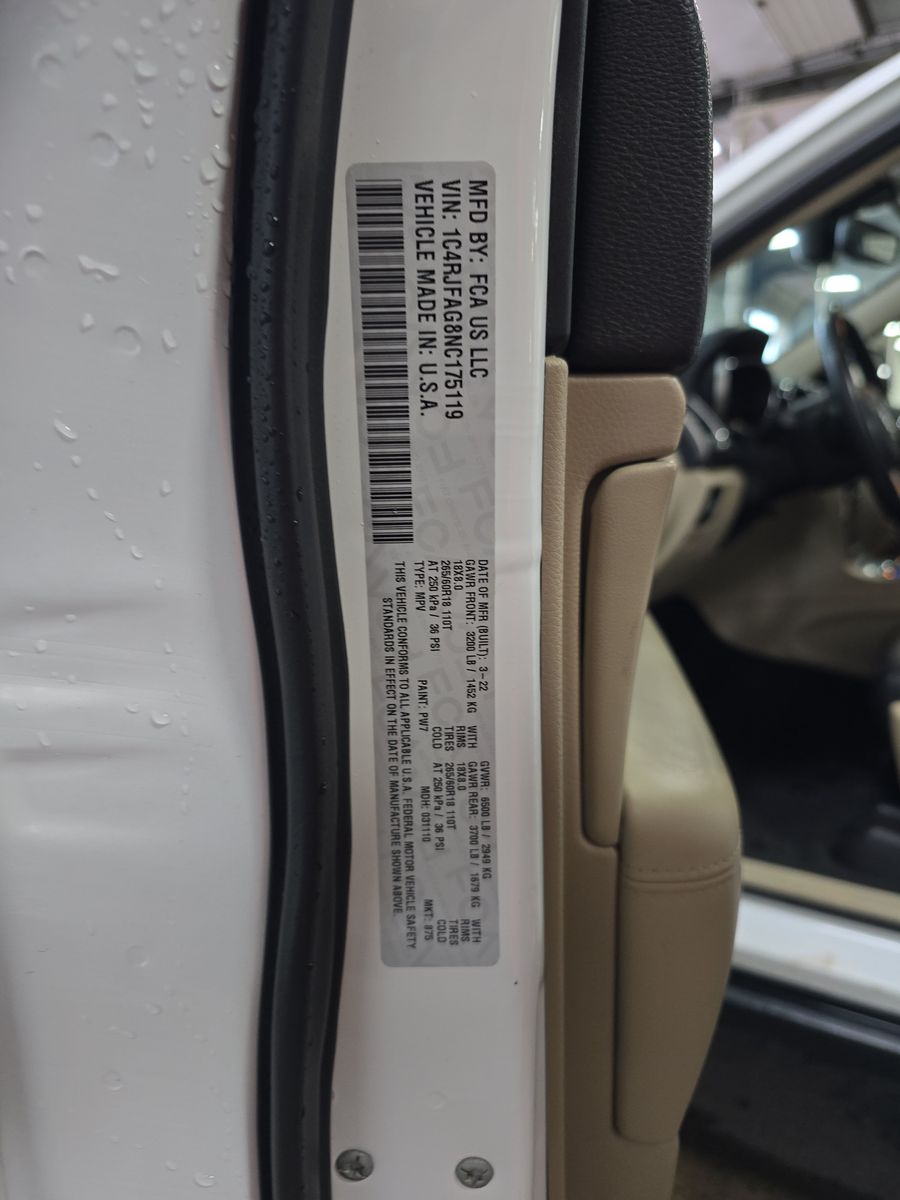 MFD BY: FCA US LLC
VIN: 1C4RJFAG8NC175119
VEHICLE MADE IN: U.S.A.
DATE OF MFR (BUILT): 3-22 GVWR: 6500 LB / 2949 KG
GAWR FRONT: 3200 LB / 1452 KG WITH GAWR REAR: 3700 LB / 1679 KG WITH
18X8.0 RIMS 18X8.0 RIMS
265/60R18 110T TIRES 265/60R18 110T TIRES
AT 250 kPa / 36 PSI COLD AT 250 kPa / 36 PSI COLD
TYPE: MPV PAINT: PW7 MDH: 031110 MKT: 875
THIS VEHICLE CONFORMS TO ALL APPLICABLE U.S.A. FEDERAL MOTOR VEHICLE SAFETY
STANDARDS IN EFFECT ON THE DATE OF MANUFACTURE SHOWN ABOVE.